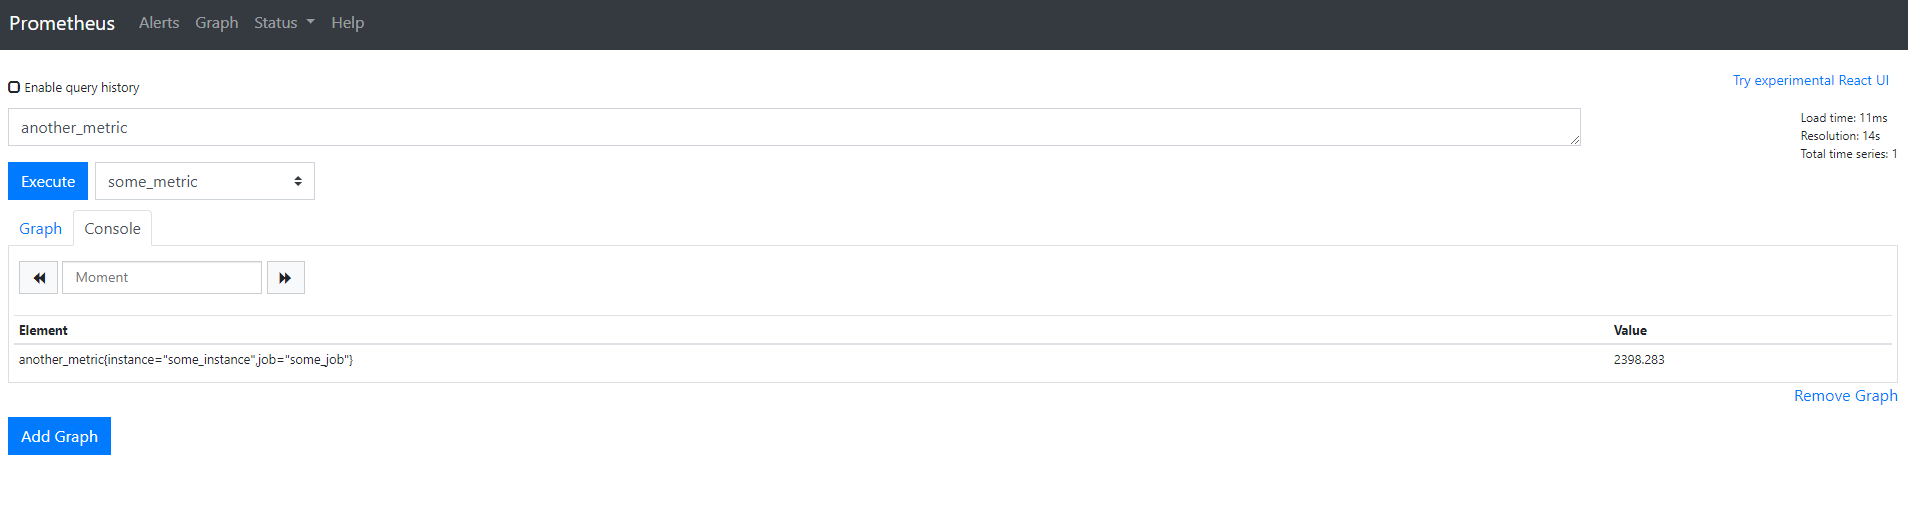 Prometheus Alerts Graph Status Help
Enable query history
Try experimental React UI
another_metric
Load time: 11ms
Resolution: 14s
Total time series: 1
Execute some_metric
Graph Console
Moment
Element Value
another_metric{instance="some_instance",job="some_job"} 2398.283
Remove Graph
Add Graph